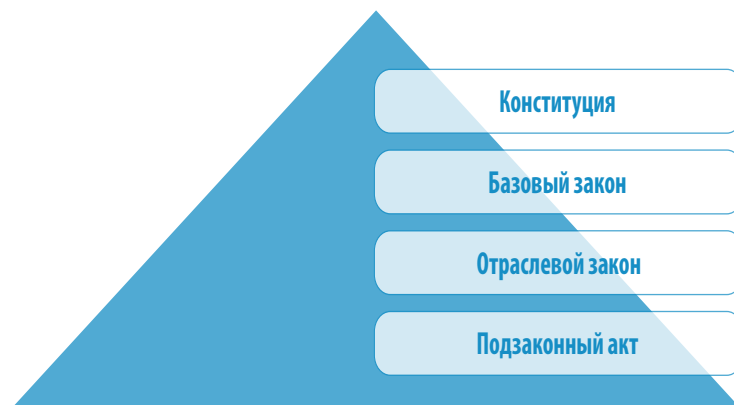 Конституция
Базовый закон
Отраслевой закон
Подзаконный акт